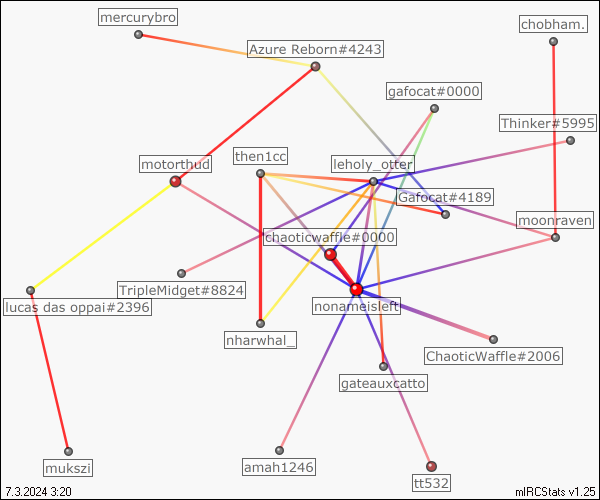 mercurybro
chobham.
Azure Reborn#4243
gafocat#0000
Thinker#5995
then1cc
leholy_otter
motorthud
Gafocat#4189
moonraven
chaoticwaffle#0000
TripleMidget#8824
lucas das oppai#2396
nonameisleft
nharwhal_
ChaoticWaffle#2006
gateauxcatto
mukszi
amah1246
tt532
7.3.2024 3:20
mIRCStats v1.25